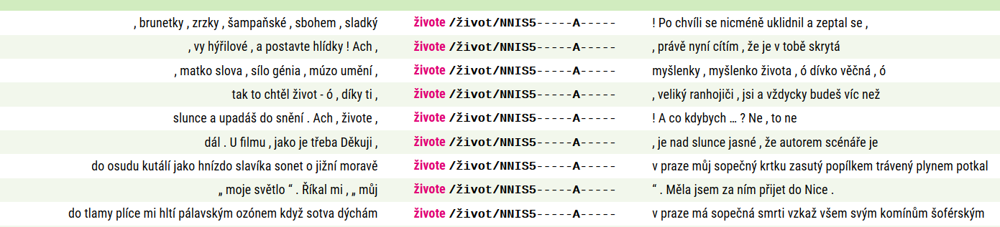 , brunetky , zrzky , šampaňské , sbohem , sladký živote /život/NNIS5-----A----- ! Po chvíli se nicméně uklidnil a zeptal se ,
, vy hýřilové , a postavte hlídky ! Ach , živote /život/NNIS5-----A----- , právě nyní cítím , že je v tobě skrytá
, matko slova , sílo génia , múzo umění , živote /život/NNIS5-----A----- myšlenky , myšlenko života , ó dívko věčná , ó
tak to chtěl život - ó , díky ti , živote /život/NNIS5-----A----- , veliký ranhojiči , jsi a vždycky budeš víc než
slunce a upadáš do snění . Ach , živote , živote /život/NNIS5-----A----- ! A co kdybych … ? Ne , to ne
dál . U filmu , jako je třeba Děkuji , živote /život/NNIS5-----A----- , je nad slunce jasné , že autorem scénáře je
do osudu kutálí jako hnízdo slavíka sonet o jižní moravě živote /život/NNIS5-----A----- v praze můj sopečný krtku zasutý popílkem trávený plynem potkal
„ moje světlo “ . Říkal mi , „ můj živote /život/NNIS5-----A----- “ . Měla jsem za ním přijet do Nice .
do tlamy plíce mi hltí pálavským ozónem když sotva dýchám živote /život/NNIS5-----A----- v praze má sopečná smrti vzkaž všem svým komínům šoférským